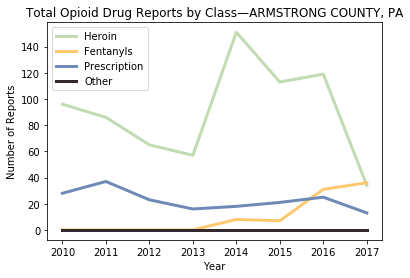 Total Opioid Drug Reports by Class—ARMSTRONG COUNTY, PA
Heroin
Fentanyls
Prescription
Other
Number of Reports
140
120
100
80
60
40
20
0
2010 2011 2012 2013 2014 2015 2016 2017
Year